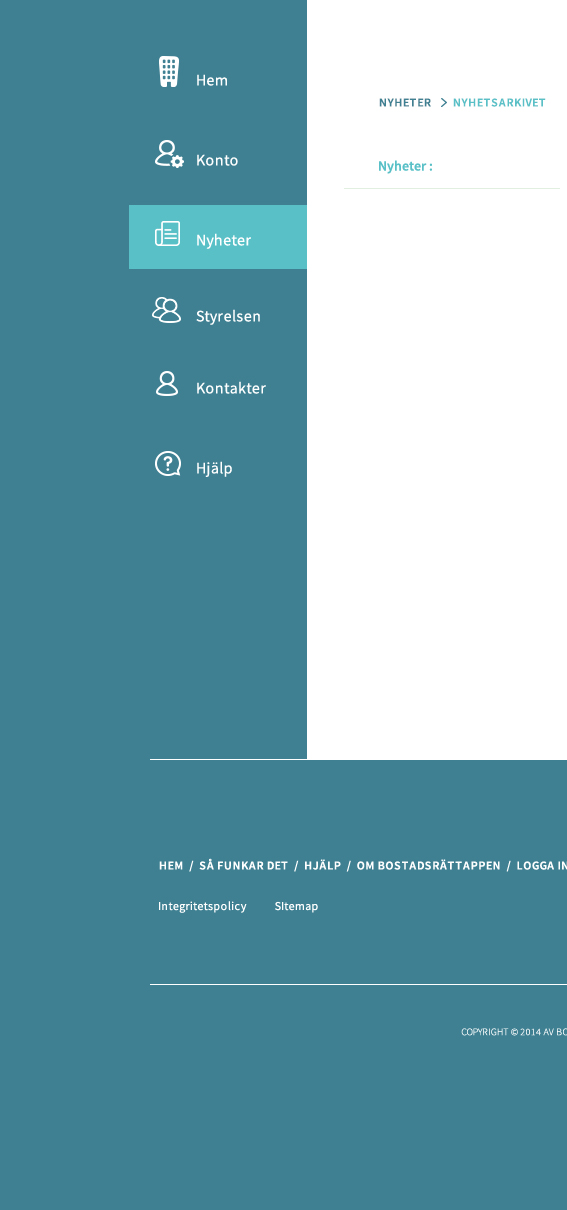 Hem
Konto
Nyheter
Styrelsen
Kontakter
Hjälp
NYHETER > NYHETSARKIVET
Nyheter :
HEM / SÅ FUNKAR DET / HJÄLP / OM BOSTADSRÄTTAPPEN / LOGGA IN
Integritetspolicy SItemap
COPYRIGHT © 2014 AV BO